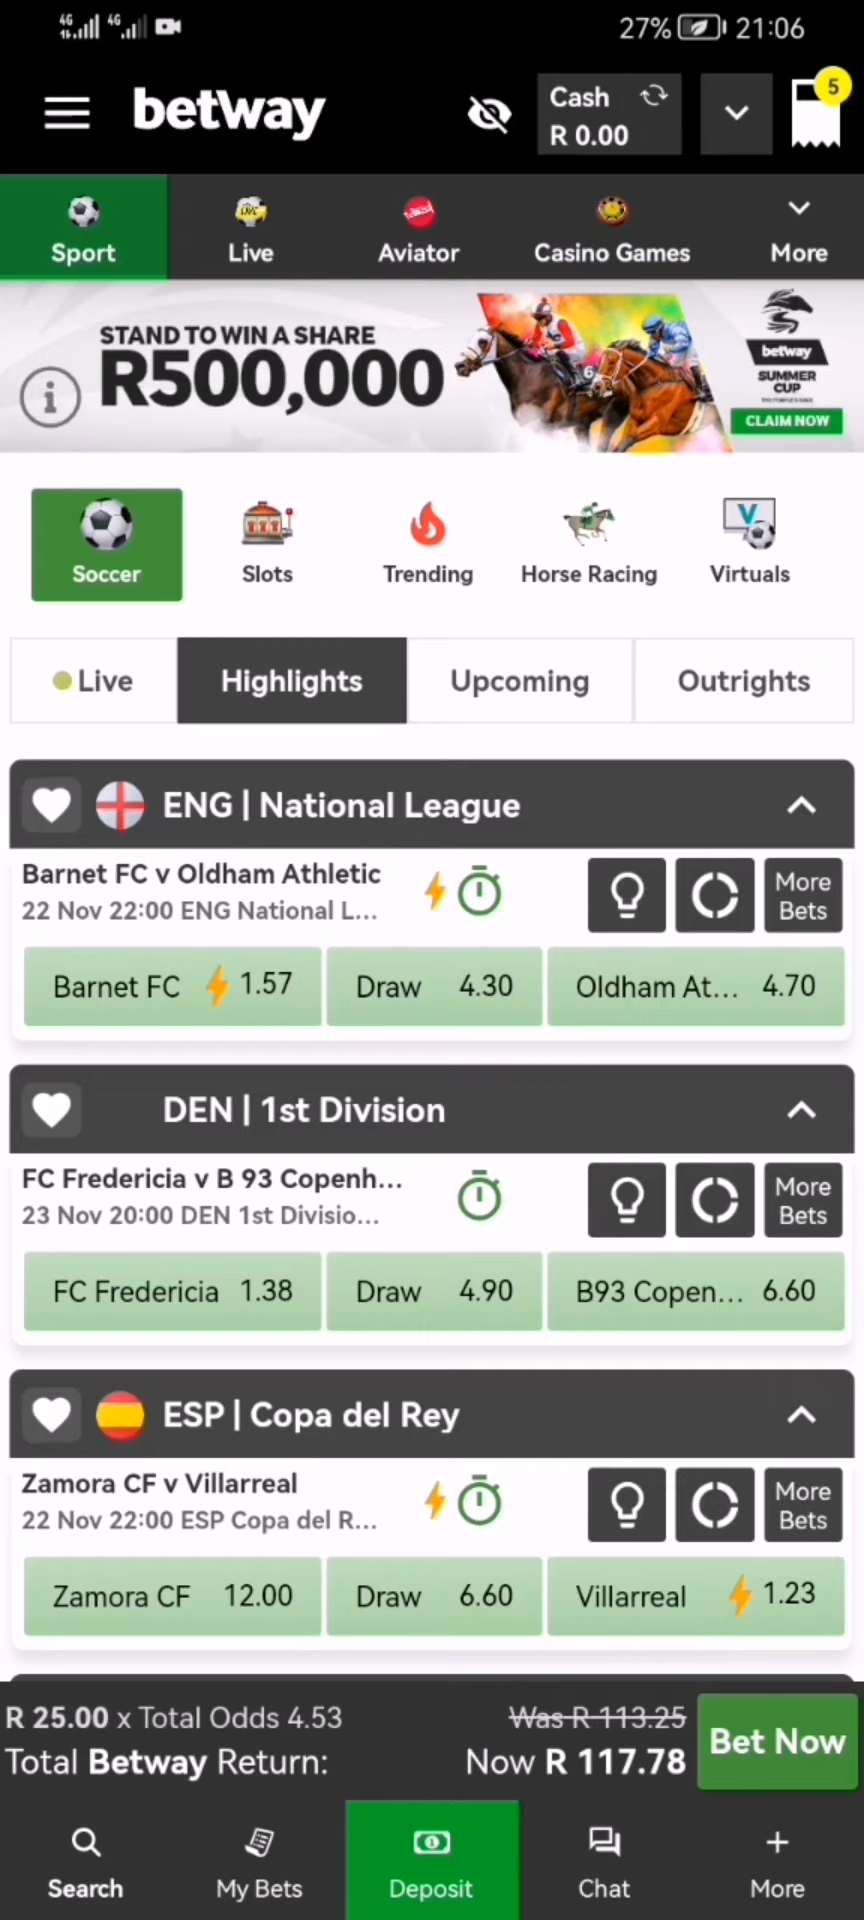 4G 4G 27% 21:06
betway
Cash
R 0.00
5
Sport Live Aviator Casino Games More
STAND TO WIN A SHARE
R500,000
betway
SUMMER
CUP
CLAIM NOW
Soccer Slots Trending Horse Racing Virtuals
Live Highlights Upcoming Outrights
ENG | National League
Barnet FC v Oldham Athletic
22 Nov 22:00 ENG National L...
More
Bets
Barnet FC 1.57 Draw 4.30 Oldham At... 4.70
DEN | 1st Division
FC Fredericia v B 93 Copenh...
23 Nov 20:00 DEN 1st Divisio...
More
Bets
FC Fredericia 1.38 Draw 4.90 B93 Copen... 6.60
ESP | Copa del Rey
Zamora CF v Villarreal
22 Nov 22:00 ESP Copa del R...
More
Bets
Zamora CF 12.00 Draw 6.60 Villarreal 1.23
R 25.00 x Total Odds 4.53 Was R 113.25
Total Betway Return: Now R 117.78
Bet Now
Search My Bets Deposit Chat More